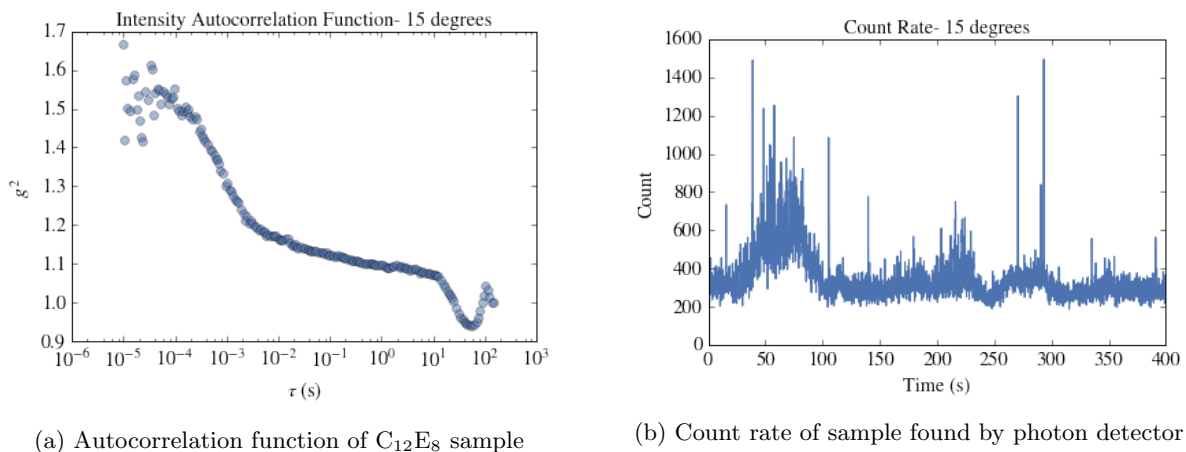 Intensity Autocorrelation Function- 15 degrees
1.7
1.6
1.5
1.4
1.3
1.2
1.1
1.0
0.9
g²
10⁻⁶ 10⁻⁵ 10⁻⁴ 10⁻³ 10⁻² 10⁻¹ 10⁰ 10¹ 10² 10³
τ (s)
(a) Autocorrelation function of C₁₂E₈ sample
Count Rate- 15 degrees
1600
1400
1200
1000
800
600
400
200
0
Count
0 50 100 150 200 250 300 350 400
Time (s)
(b) Count rate of sample found by photon detector